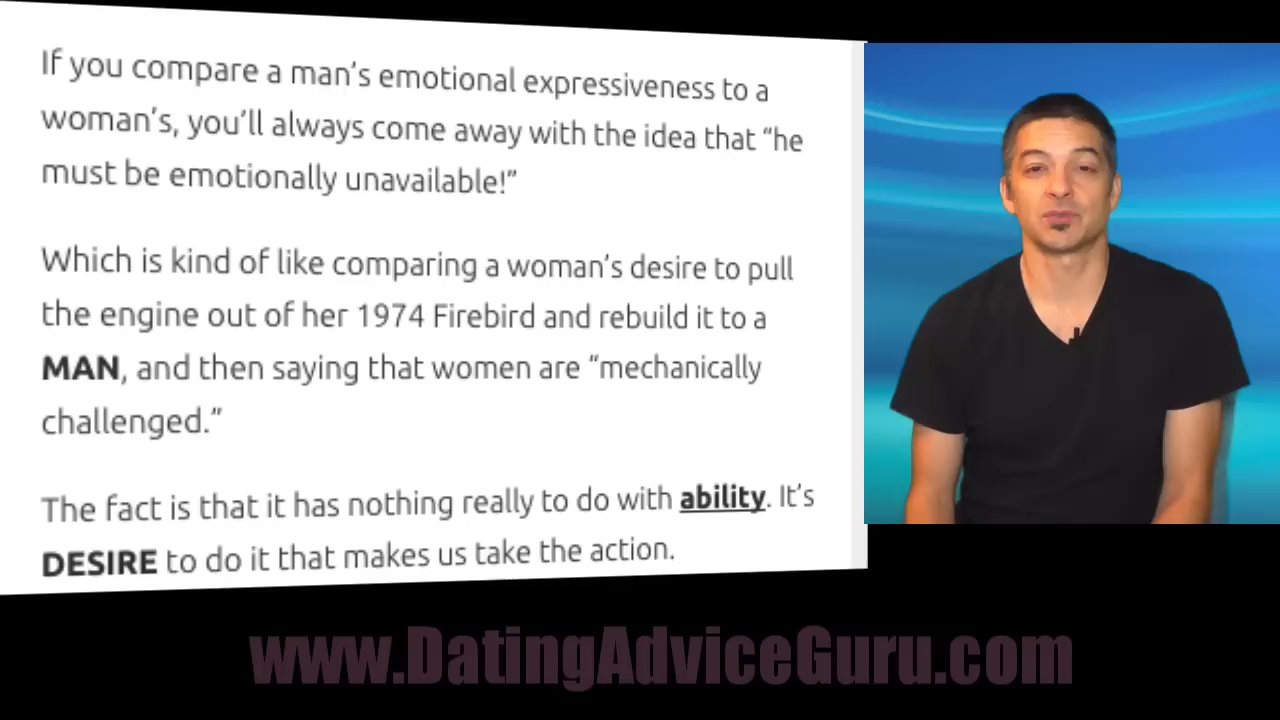 If you compare a man’s emotional expressiveness to a
woman’s, you’ll always come away with the idea that “he
must be emotionally unavailable!”
Which is kind of like comparing a woman’s desire to pull
the engine out of her 1974 Firebird and rebuild it to a
MAN, and then saying that women are “mechanically
challenged.”
The fact is that it has nothing really to do with ability. It’s
DESIRE to do it that makes us take the action.
www.DatingAdviceGuru.com